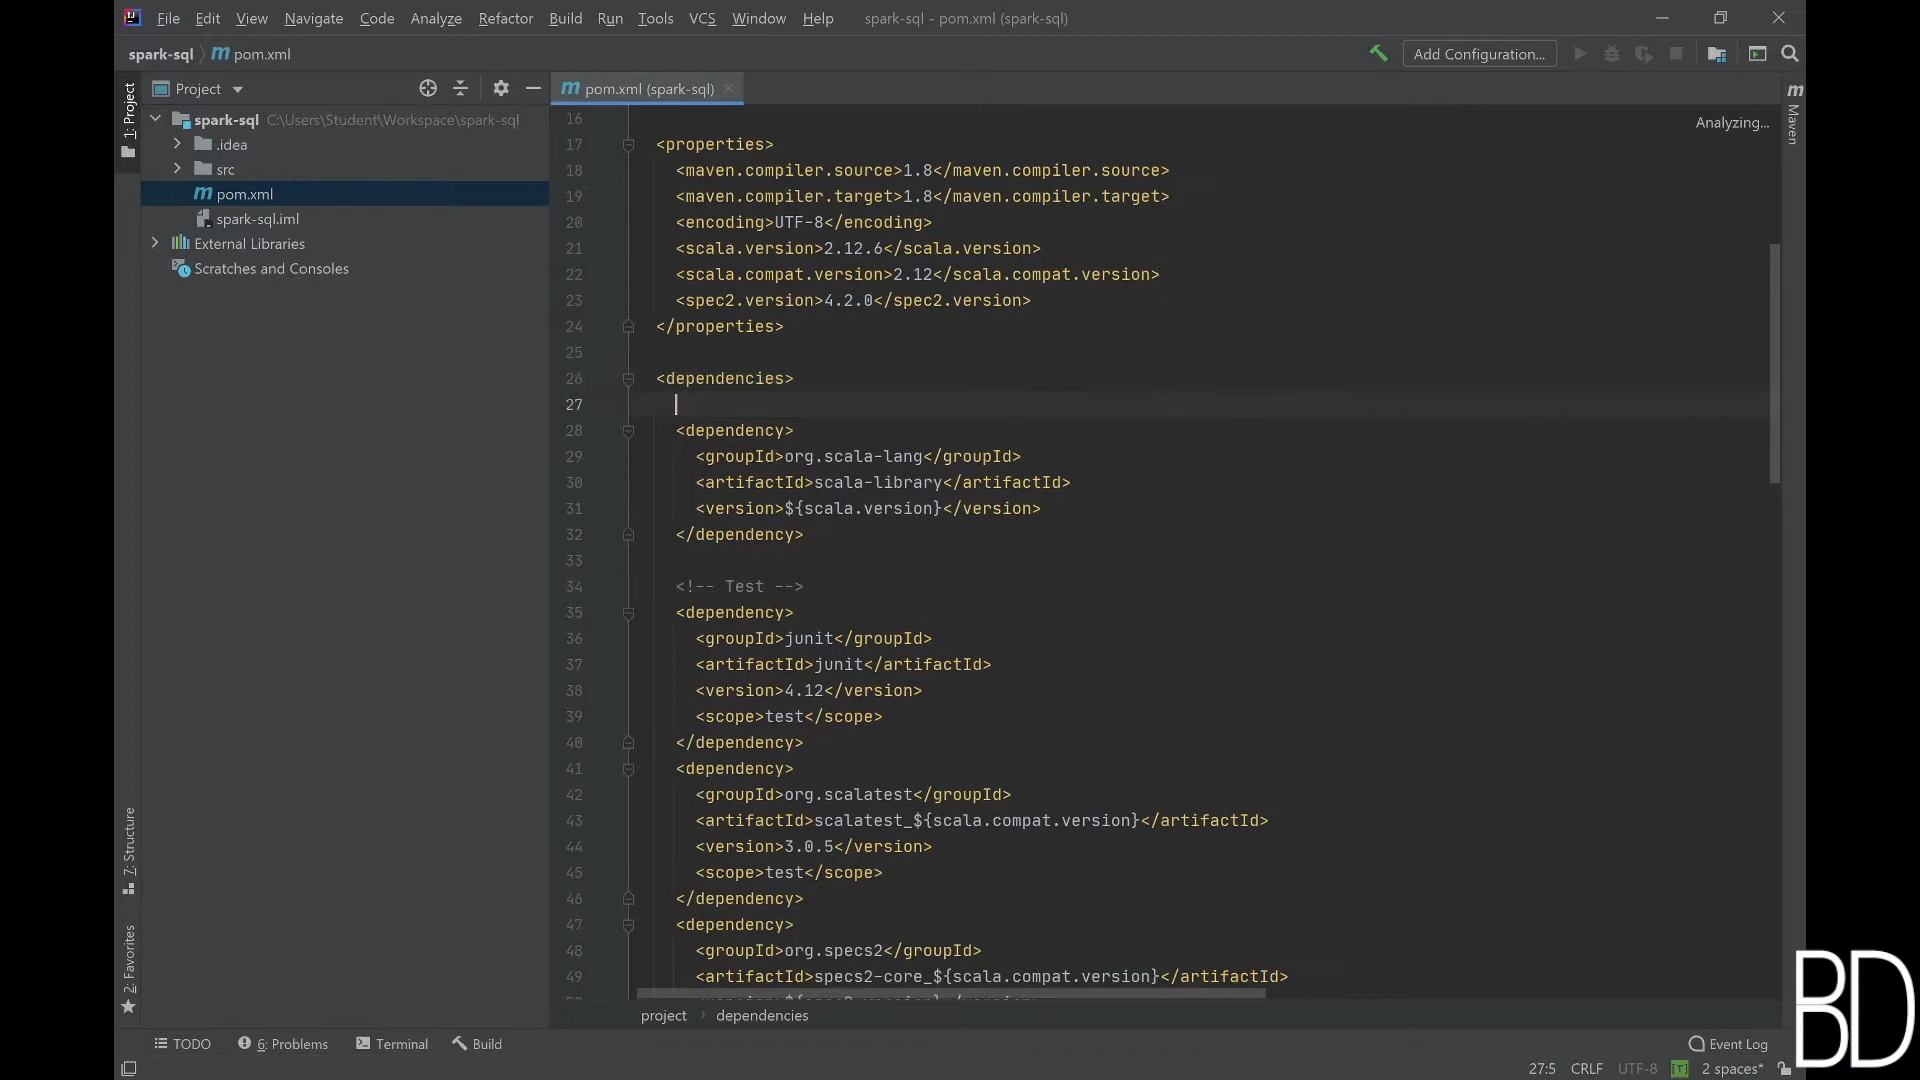 File Edit View Navigate Code Analyze Refactor Build Run Tools VCS Window Help spark-sql - pom.xml (spark-sql)
spark-sql pom.xml Add Configuration...
1: Project
Project
pom.xml (spark-sql)
Maven
spark-sql C:\Users\Student\Workspace\spark-sql
.idea
src
pom.xml
spark-sql.iml
External Libraries
Scratches and Consoles
Analyzing...
16
17 <properties>
18 <maven.compiler.source>1.8</maven.compiler.source>
19 <maven.compiler.target>1.8</maven.compiler.target>
20 <encoding>UTF-8</encoding>
21 <scala.version>2.12.6</scala.version>
22 <scala.compat.version>2.12</scala.compat.version>
23 <spec2.version>4.2.0</spec2.version>
24 </properties>
25
26 <dependencies>
27
28 <dependency>
29 <groupId>org.scala-lang</groupId>
30 <artifactId>scala-library</artifactId>
31 <version>${scala.version}</version>
32 </dependency>
33
34 <!-- Test -->
35 <dependency>
36 <groupId>junit</groupId>
37 <artifactId>junit</artifactId>
38 <version>4.12</version>
39 <scope>test</scope>
40 </dependency>
41 <dependency>
42 <groupId>org.scalatest</groupId>
43 <artifactId>scalatest_${scala.compat.version}</artifactId>
44 <version>3.0.5</version>
45 <scope>test</scope>
46 </dependency>
47 <dependency>
48 <groupId>org.specs2</groupId>
49 <artifactId>specs2-core_${scala.compat.version}</artifactId>
7: Structure
2: Favorites
project dependencies
TODO 6: Problems Terminal Build Event Log
27:5 CRLF UTF-8 2 spaces*
BD